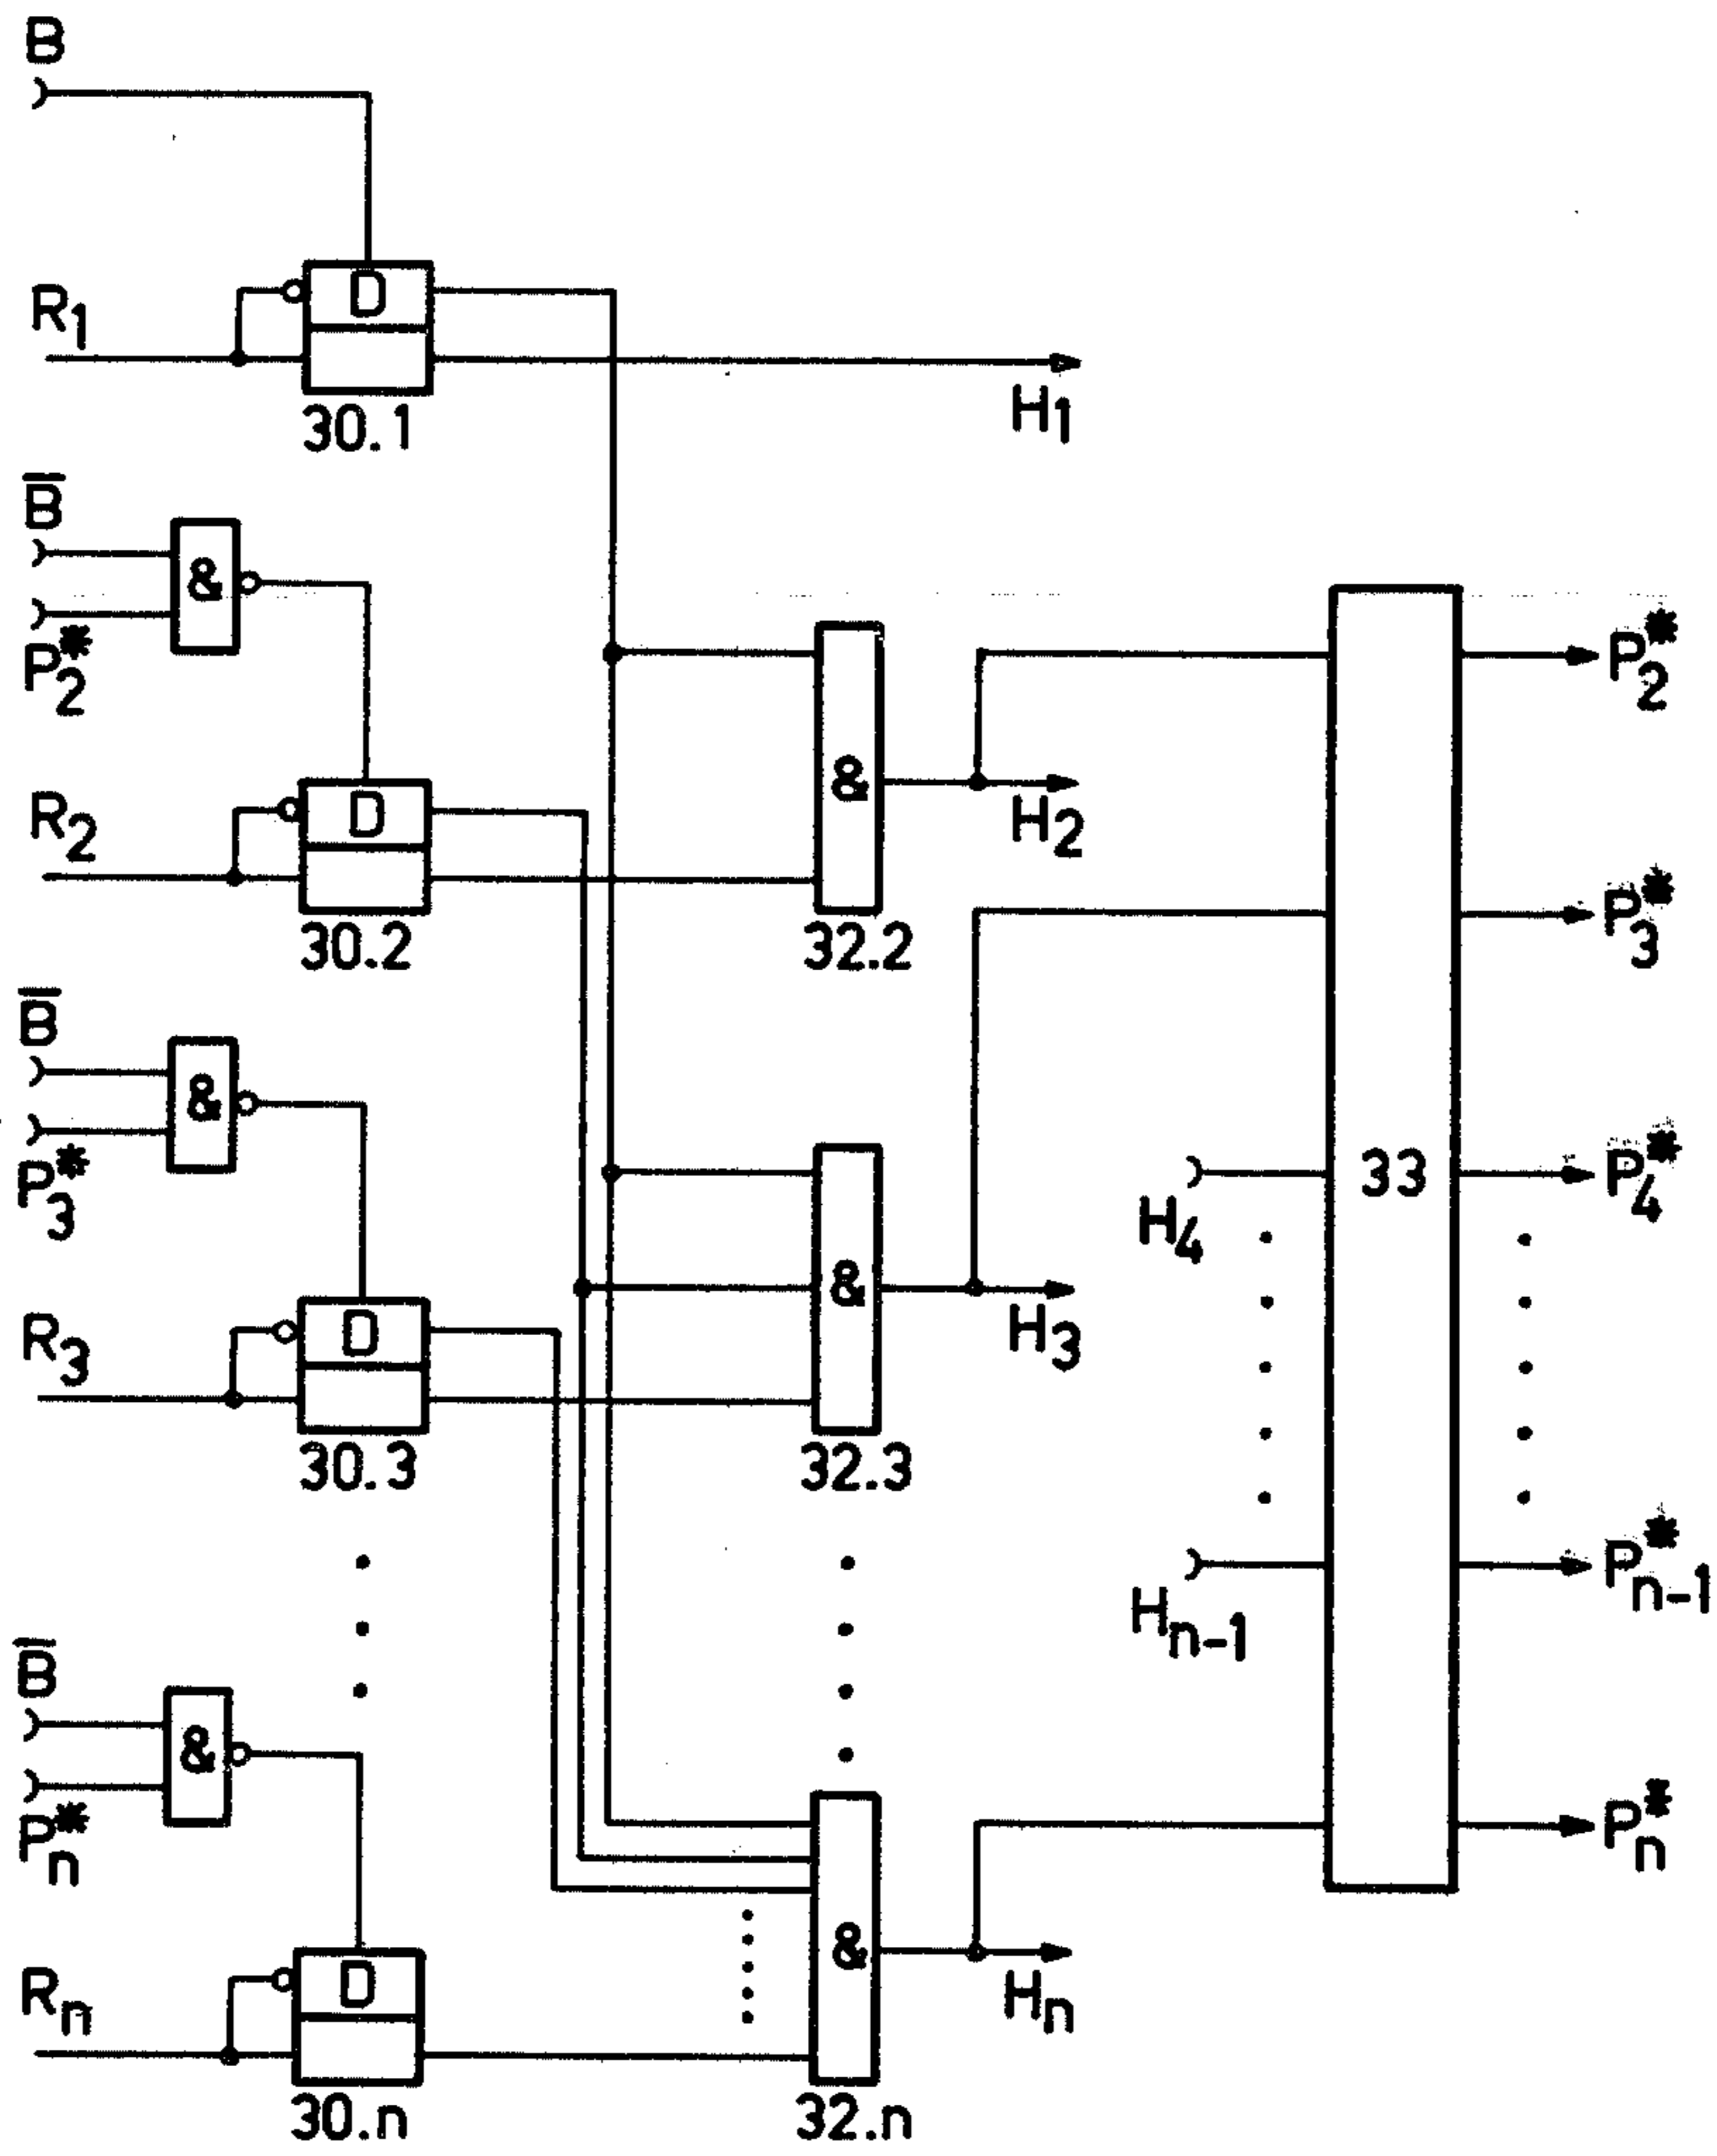 B
R1
D
30.1
H1
B̅
&
P2*
R2
D
30.2
&
32.2
H2
P2*
P3*
B̅
&
P3*
R3
D
30.3
&
32.3
H3
H4
33
P4*
Hn-1
Pn-1*
B̅
&
Pn*
Rn
D
30.n
&
32.n
Hn
Pn*